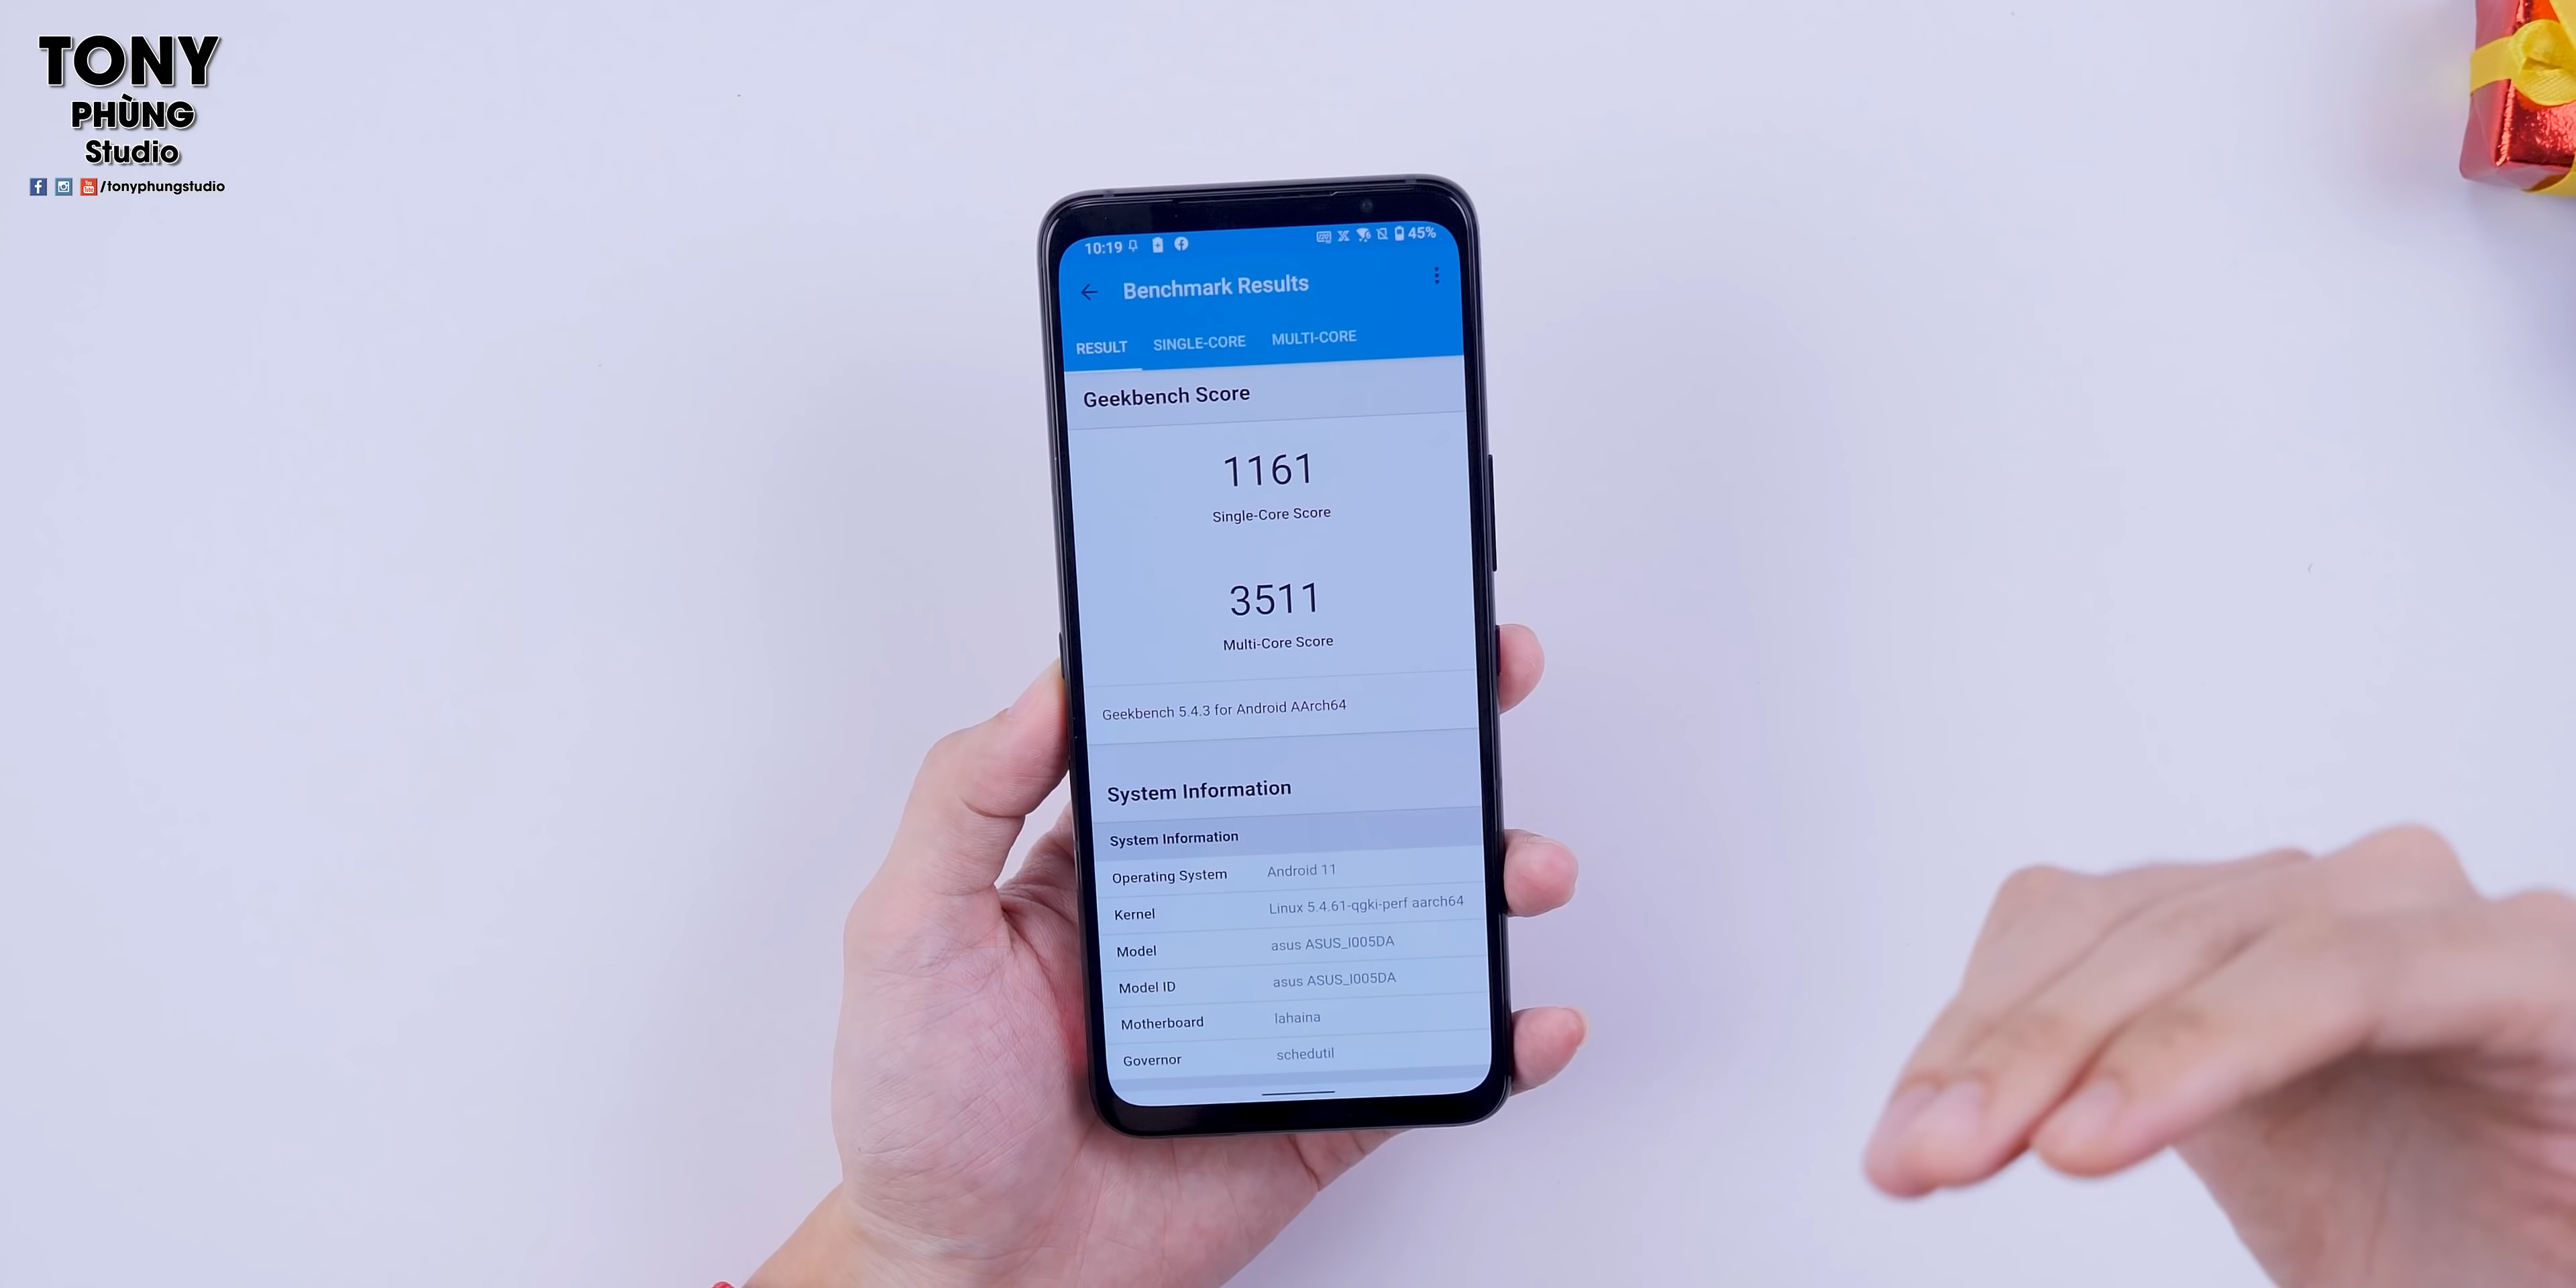 TONY
PHÙNG
Studio
/tonyphungstudio
10:19 45%
Benchmark Results
RESULT SINGLE-CORE MULTI-CORE
Geekbench Score
1161
Single-Core Score
3511
Multi-Core Score
Geekbench 5.4.3 for Android AArch64
System Information
System Information
Operating System Android 11
Kernel Linux 5.4.61-qgki-perf aarch64
Model asus ASUS_I005DA
Model ID asus ASUS_I005DA
Motherboard lahaina
Governor schedutil